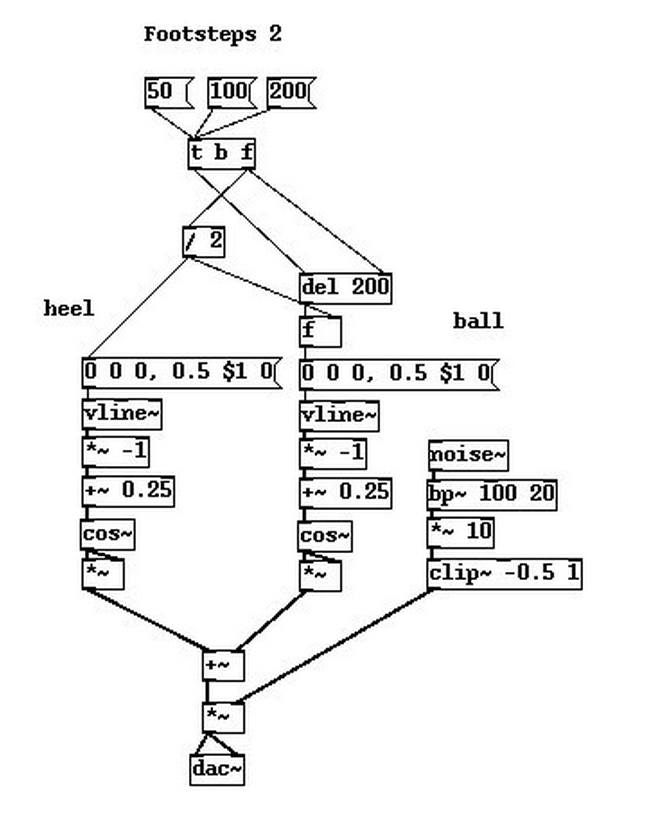 Footsteps 2
50 100 200
t b f
/ 2
del 200
heel
f
ball
0 0 0, 0.5 $1 0 0 0 0, 0.5 $1 0
vline~ vline~
*~ -1 *~ -1 noise~
+~ 0.25 +~ 0.25 bp~ 100 20
cos~ cos~ *~ 10
*~ *~ clip~ -0.5 1
+~
*~
dac~